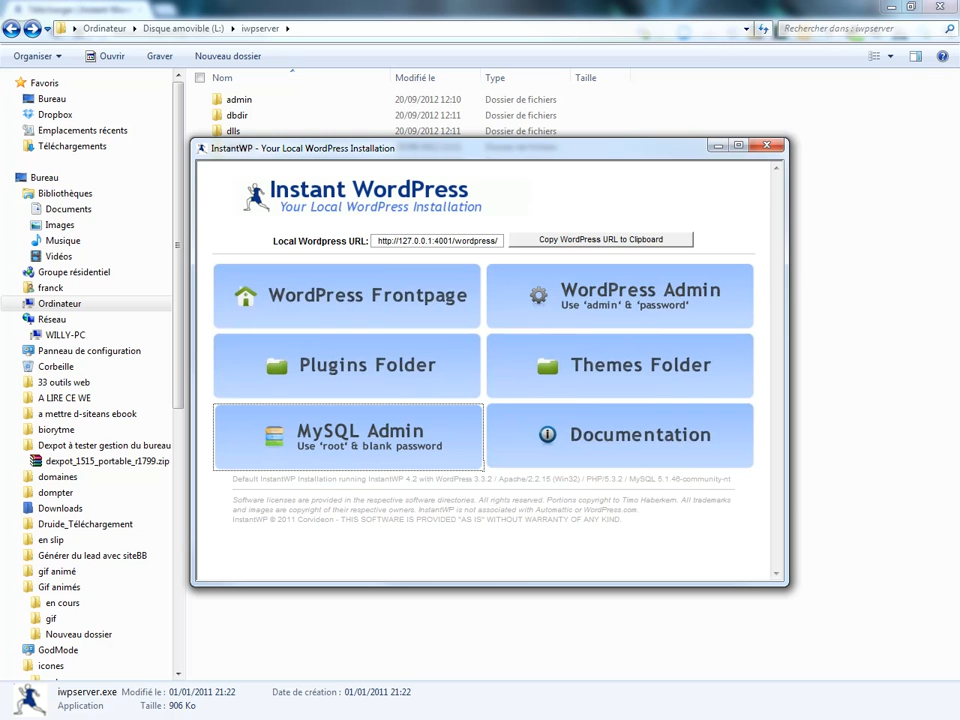 Ordinateur ▸ Disque amovible (L:) ▸ iwpserver ▸
Rechercher dans : iwpserver
Organiser Ouvrir Graver Nouveau dossier
Nom Modifié le Type Taille
admin 20/09/2012 12:10 Dossier de fichiers
dbdir 20/09/2012 12:11 Dossier de fichiers
dlls 20/09/2012 12:11 Dossier de fichiers
Favoris
Bureau
Dropbox
Emplacements récents
Téléchargements
Bureau
Bibliothèques
Documents
Images
Musique
Vidéos
Groupe résidentiel
franck
Ordinateur
Réseau
WILLY-PC
Panneau de configuration
Corbeille
33 outils web
A LIRE CE WE
a mettre d-siteans ebook
biorytme
Dexpot à tester gestion du bureau
dexpot_1515_portable_r1799.zip
domaines
dompter
Downloads
Druide_Téléchargement
en slip
Générer du lead avec siteBB
gif animé
Gif animés
en cours
gif
Nouveau dossier
GodMode
icones
InstantWP - Your Local WordPress Installation
Instant WordPress
Your Local WordPress Installation
Local Wordpress URL: http://127.0.0.1:4001/wordpress/ Copy WordPress URL to Clipboard
WordPress Frontpage
WordPress Admin
Use 'admin' & 'password'
Plugins Folder
Themes Folder
MySQL Admin
Use 'root' & blank password
Documentation
Default InstantWP Installation running InstantWP 4.2 with WordPress 3.3.2 / Apache/2.2.15 (Win32) / PHP/5.3.2 / MySQL 5.1.46-community-nt
Software licenses are provided in the respective software directories. All rights reserved. Portions copyright to Timo Haberkern. All trademarks
and images are copyright of their respective owners. InstantWP is not associated with Automattic or WordPress.com.
InstantWP © 2011 Corvideon - THIS SOFTWARE IS PROVIDED "AS IS" WITHOUT WARRANTY OF ANY KIND.
iwpserver.exe Modifié le : 01/01/2011 21:22 Date de création : 01/01/2011 21:22
Application Taille : 906 Ko